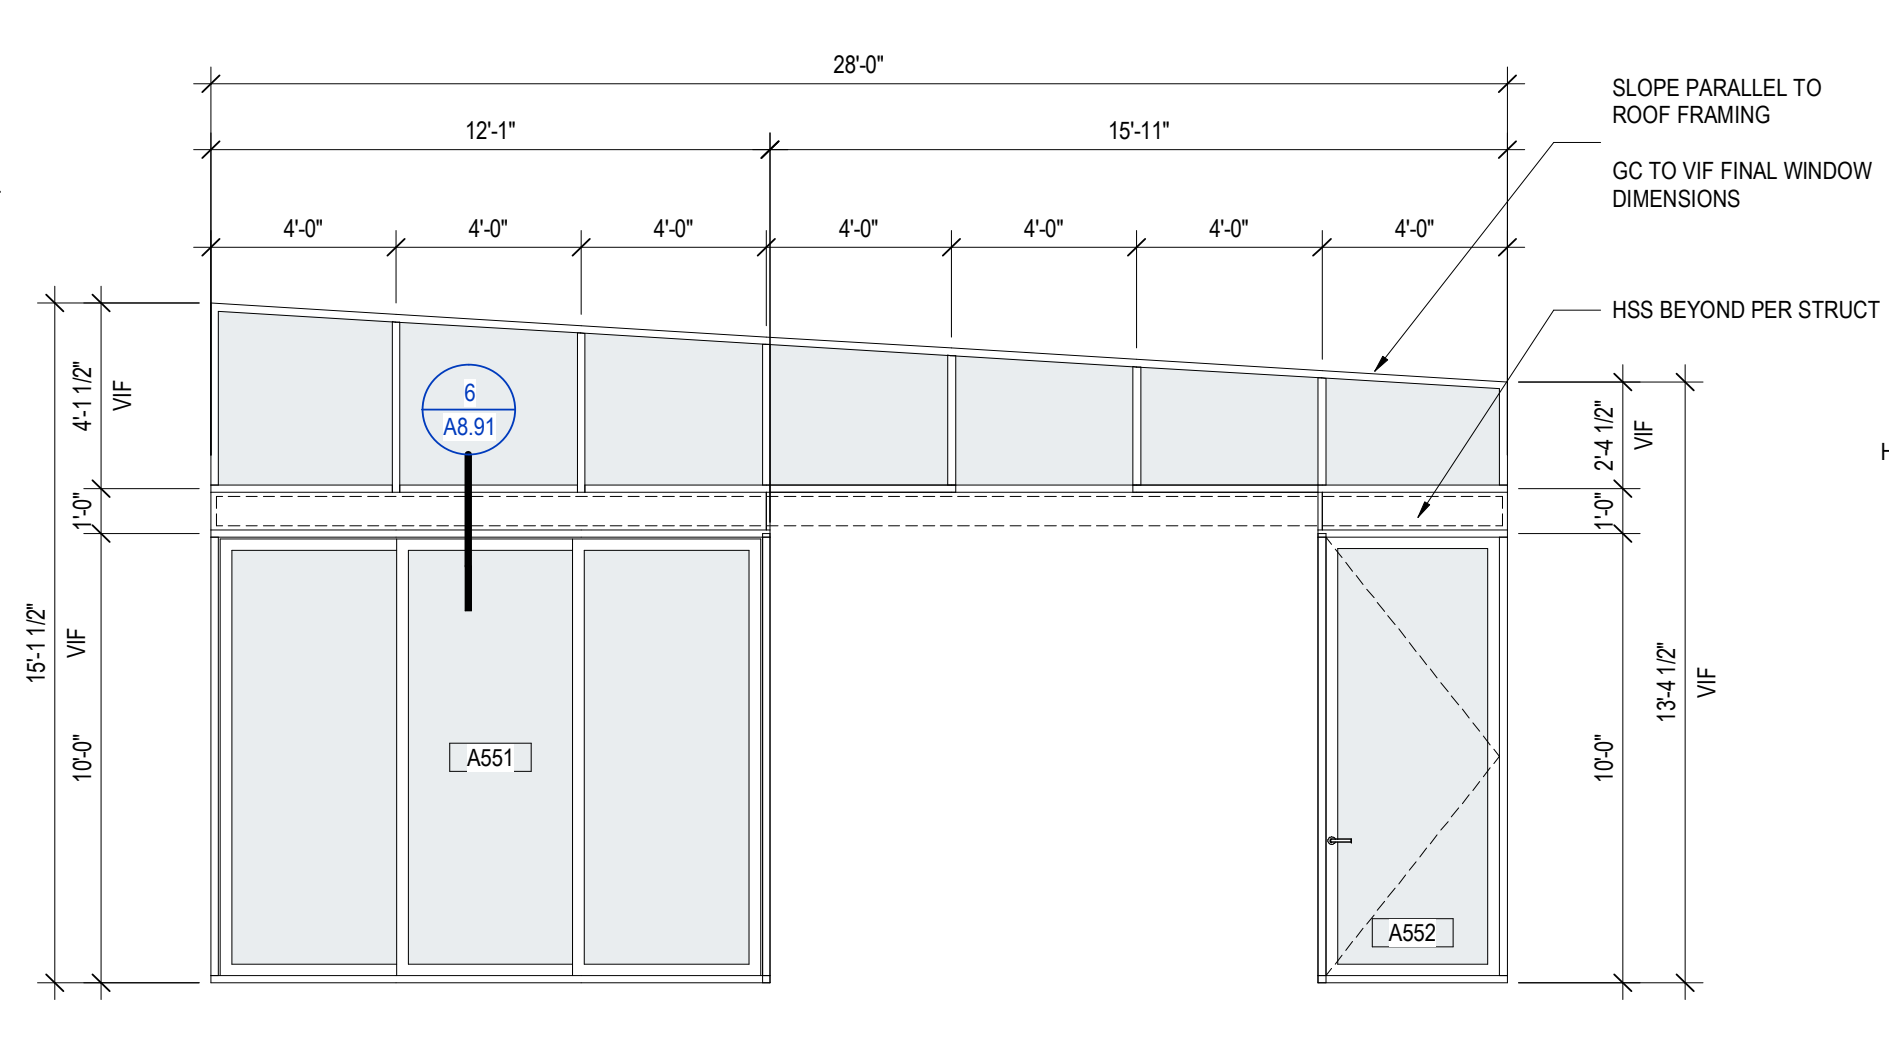 28'-0"
SLOPE PARALLEL TO
ROOF FRAMING
12'-1"
15'-11"
GC TO VIF FINAL WINDOW
DIMENSIONS
4'-0"
4'-0"
4'-0"
4'-0"
4'-0"
4'-0"
4'-0"
HSS BEYOND PER STRUCT
4'-1 1/2"
VIF
6
A8.91
2'-4 1/2"
VIF
H
1'-0"
1'-0"
15'-1 1/2"
VIF
13'-4 1/2"
VIF
10'-0"
A551
10'-0"
A552